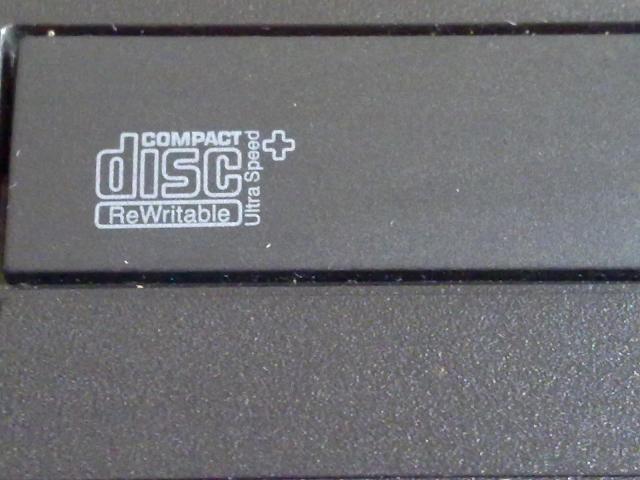 COMPACT
disc
ReWritable
Ultra Speed
+